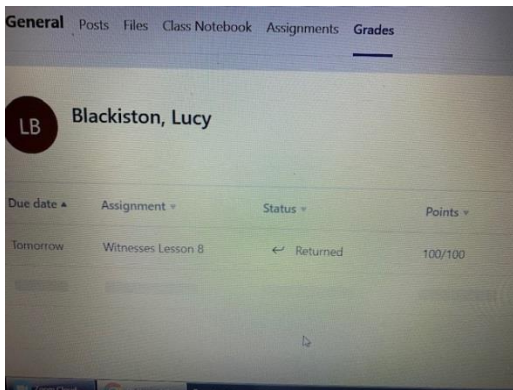 General Posts Files Class Notebook Assignments Grades
LB Blackiston, Lucy
Due date Assignment Status Points
Tomorrow Witnesses Lesson 8 Returned 100/100